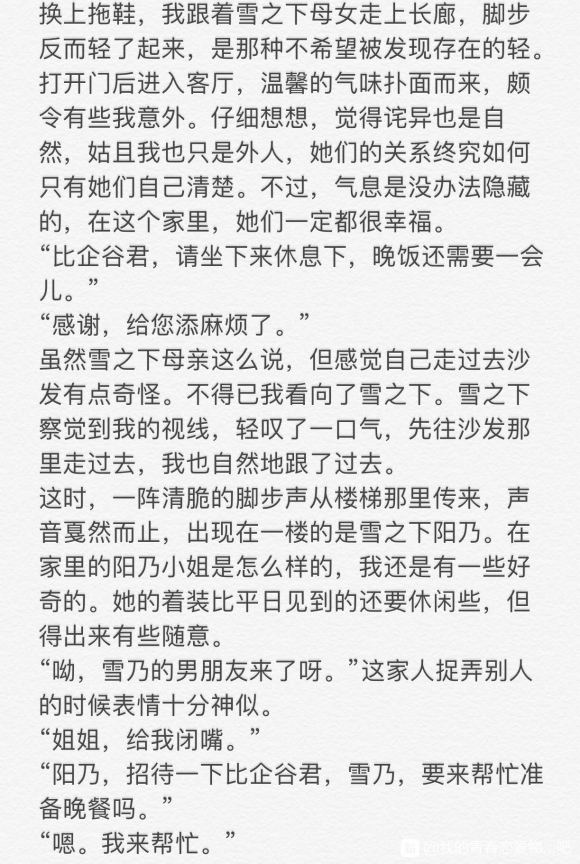 换上拖鞋，我跟着雪之下母女走上长廊，脚步
反而轻了起来，是那种不希望被发现存在的轻。
打开门后进入客厅，温馨的气味扑面而来，颇
令有些我意外。仔细想想，觉得诧异也是自
然，姑且我也只是外人，她们的关系终究如何
只有她们自己清楚。不过，气息是没办法隐藏
的，在这个家里，她们一定都很幸福。
“比企谷君，请坐下来休息下，晚饭还需要一会
儿。”
“感谢，给您添麻烦了。”
虽然雪之下母亲这么说，但感觉自己走过去沙
发有点奇怪。不得已我看向了雪之下。雪之下
察觉到我的视线，轻叹了一口气，先往沙发那
里走过去，我也自然地跟了过去。
这时，一阵清脆的脚步声从楼梯那里传来，声
音戛然而止，出现在一楼的是雪之下阳乃。在
家里的阳乃小姐是怎么样的，我还是有一些好
奇的。她的着装比平日见到的还要休闲些，但
得出来有些随意。
“呦，雪乃的男朋友来了呀。”这家人捉弄别人
的时候表情十分神似。
“姐姐，给我闭嘴。”
“阳乃，招待一下比企谷君，雪乃，要来帮忙准
备晚餐吗。”
“嗯。我来帮忙。”